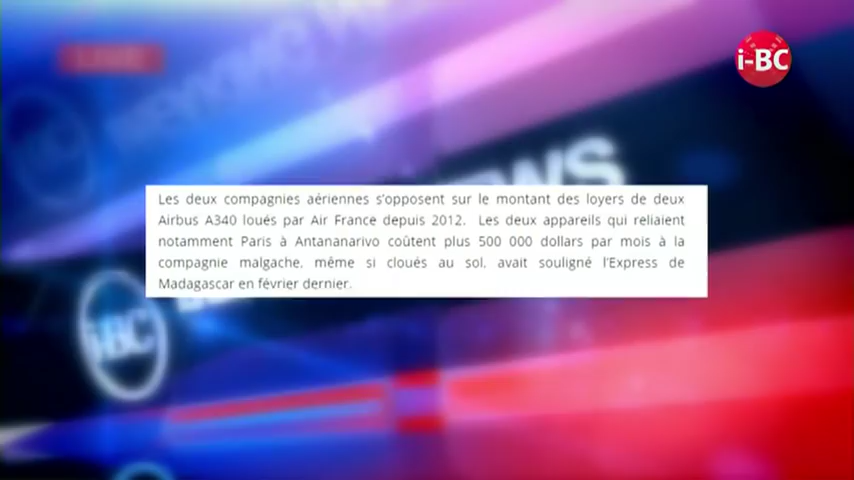 i-BC
NEWS
Les deux compagnies aériennes s'opposent sur le montant des loyers de deux
Airbus A340 loués par Air France depuis 2012. Les deux appareils qui reliaient
notamment Paris à Antananarivo coûtent plus 500 000 dollars par mois à la
compagnie malgache, même si cloués au sol, avait souligné l'Express de
Madagascar en février dernier.
iBC